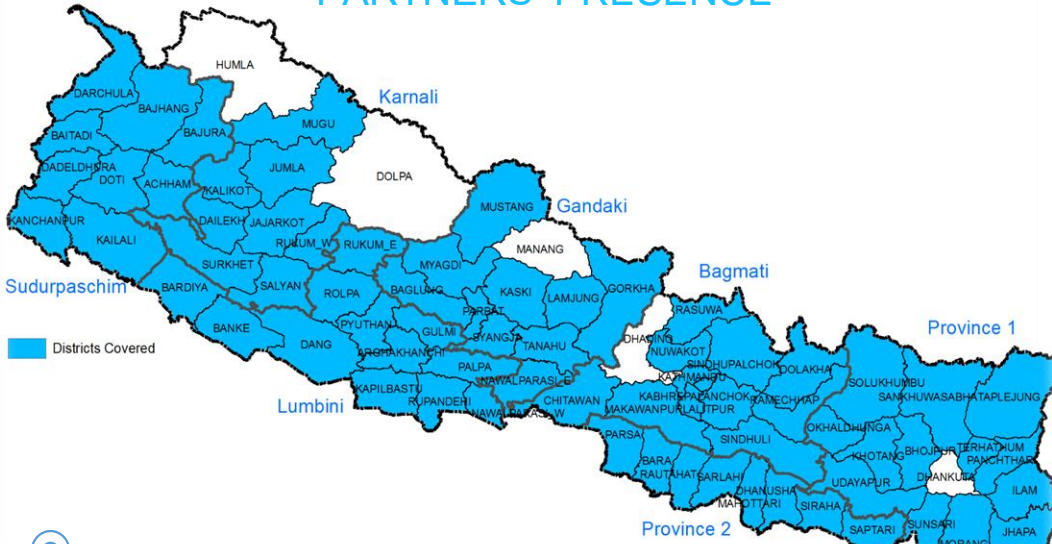 PARTNERS' PRESENCE
HUMLA
DARCHULA
BAJHANG
Karnali
MUGU
BAITADI
BAJURA
JUMLA
DADELDHURA
DOTI
ACHHAM
KALIKOT
DOLPA
MUSTANG
Gandaki
KANCHANPUR
KAILALI
DAILEKH
JAJARKOT
RUKUM_W
RUKUM_E
MANANG
MYAGDI
Sudurpaschim
SURKHET
BARDIYA
SALYAN
ROLPA
BAGLUNG
KASKI
LAMJUNG
GORKHA
Bagmati
RASUWA
PARBAT
BANKE
PYUTHAN
GULMI
SYANGJA
TANAHU
DHADING
NUWAKOT
Province 1
Districts Covered
DANG
ARGHAKHANCHI
PALPA
SINDHUPALCHOK
DOLAKHA
KATHMANDU
NAWALPARASI_E
SOLUKHUMBU
SANKHUWASABHA
TAPLEJUNG
KAPILBASTU
RUPANDEHI
NAWALPARASI_W
CHITAWAN
KABHREPALANCHOK
RAMECHHAP
MAKAWANPUR
LALITPUR
Lumbini
OKHALDHUNGA
PARSA
SINDHULI
KHOTANG
BHOJPUR
TERHATHUM
PANCHTHAR
BARA
RAUTAHAT
SARLAHI
DHANKUTA
UDAYAPUR
ILAM
DHANUSHA
MAHOTTARI
SIRAHA
Province 2
SAPTARI
SUNSARI
JHAPA
MORANG